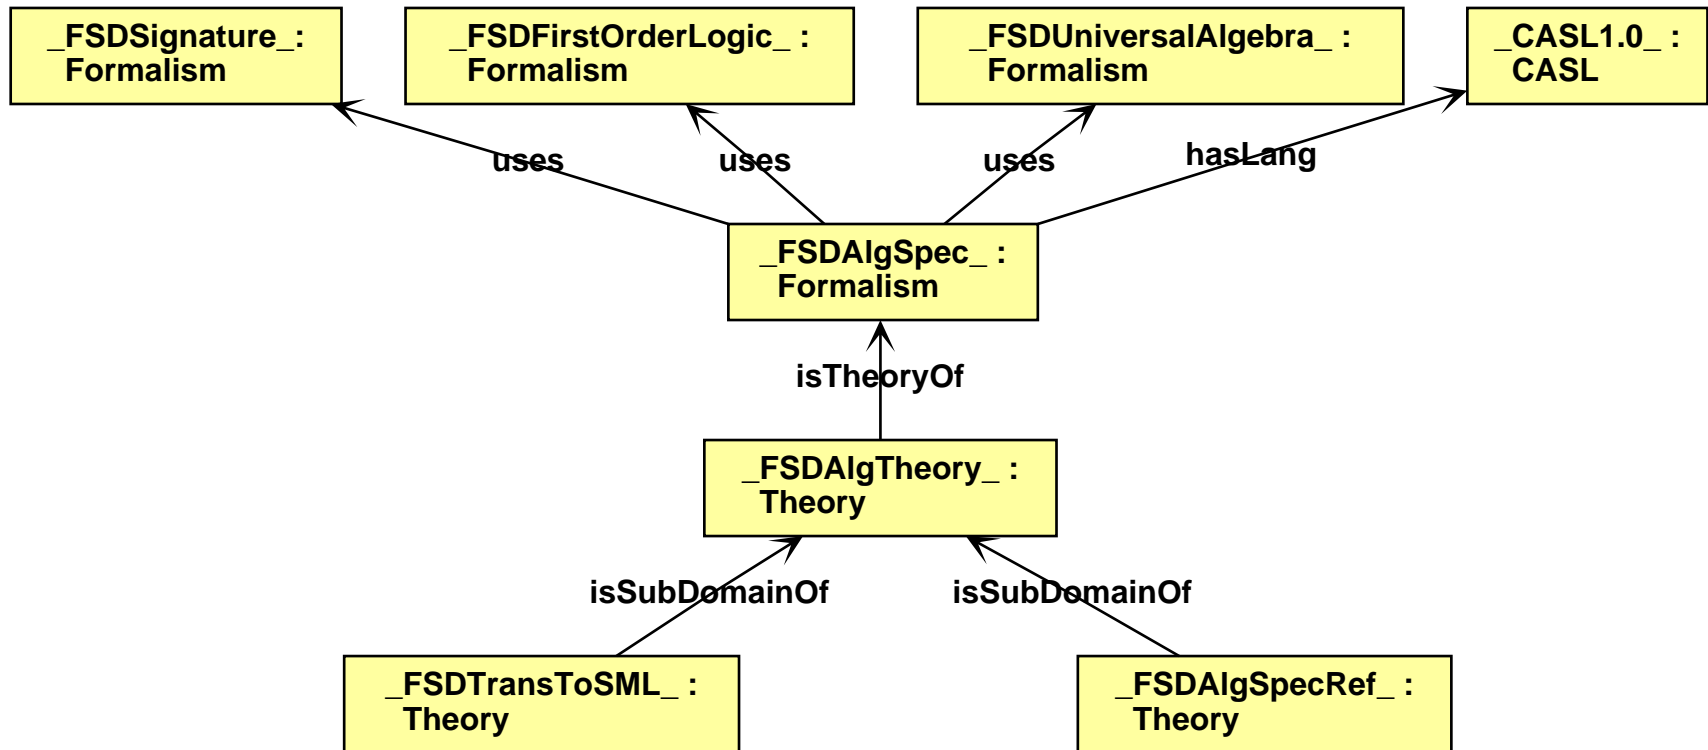 _FSDSignature_:
Formalism
_FSDFirstOrderLogic_ :
Formalism
_FSDUniversalAlgebra_ :
Formalism
_CASL1.0_ :
CASL
uses
uses
uses
hasLang
_FSDAlgSpec_ :
Formalism
isTheoryOf
_FSDAlgTheory_ :
Theory
isSubDomainOf
isSubDomainOf
_FSDTransToSML_ :
Theory
_FSDAlgSpecRef_ :
Theory